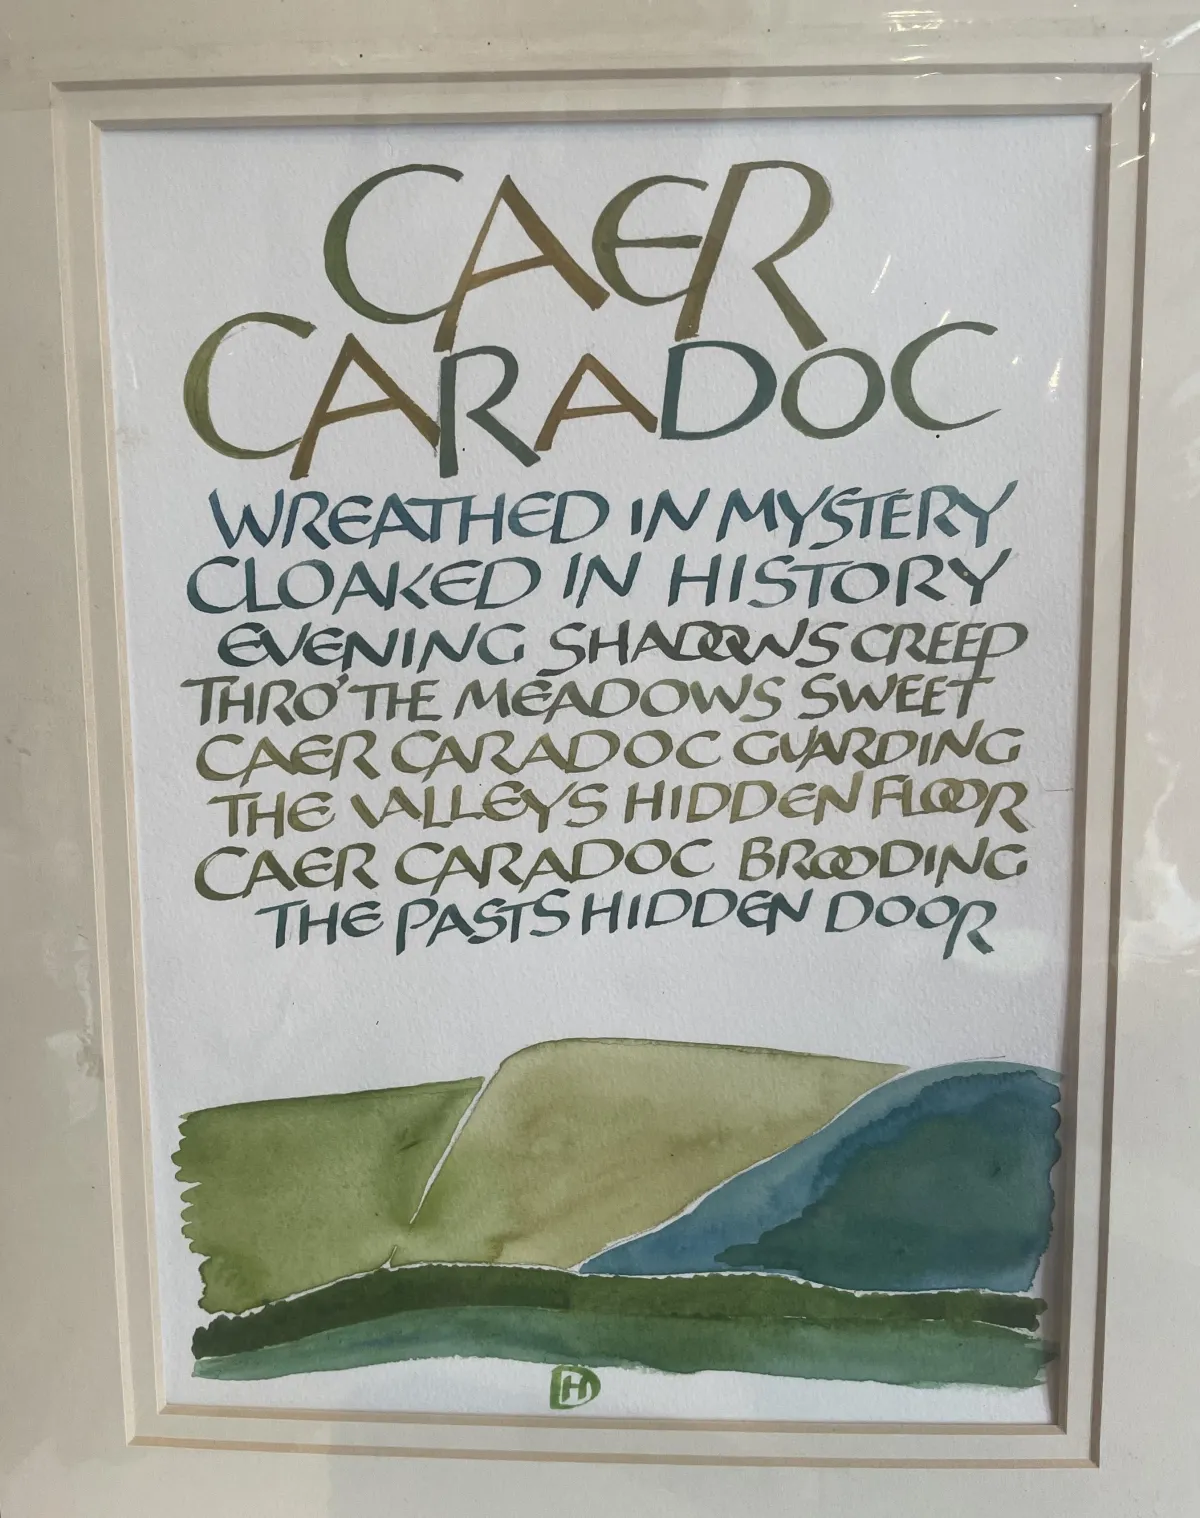 CAER
CARADOC
WREATHED IN MYSTERY
CLOAKED IN HISTORY
EVENING SHADOWS CREEP
THRO' THE MEADOWS SWEET
CAER CARADOC GUARDING
THE VALLEYS HIDDEN FLOOR
CAER CARADOC BROODING
THE PASTS HIDDEN DOOR
DH